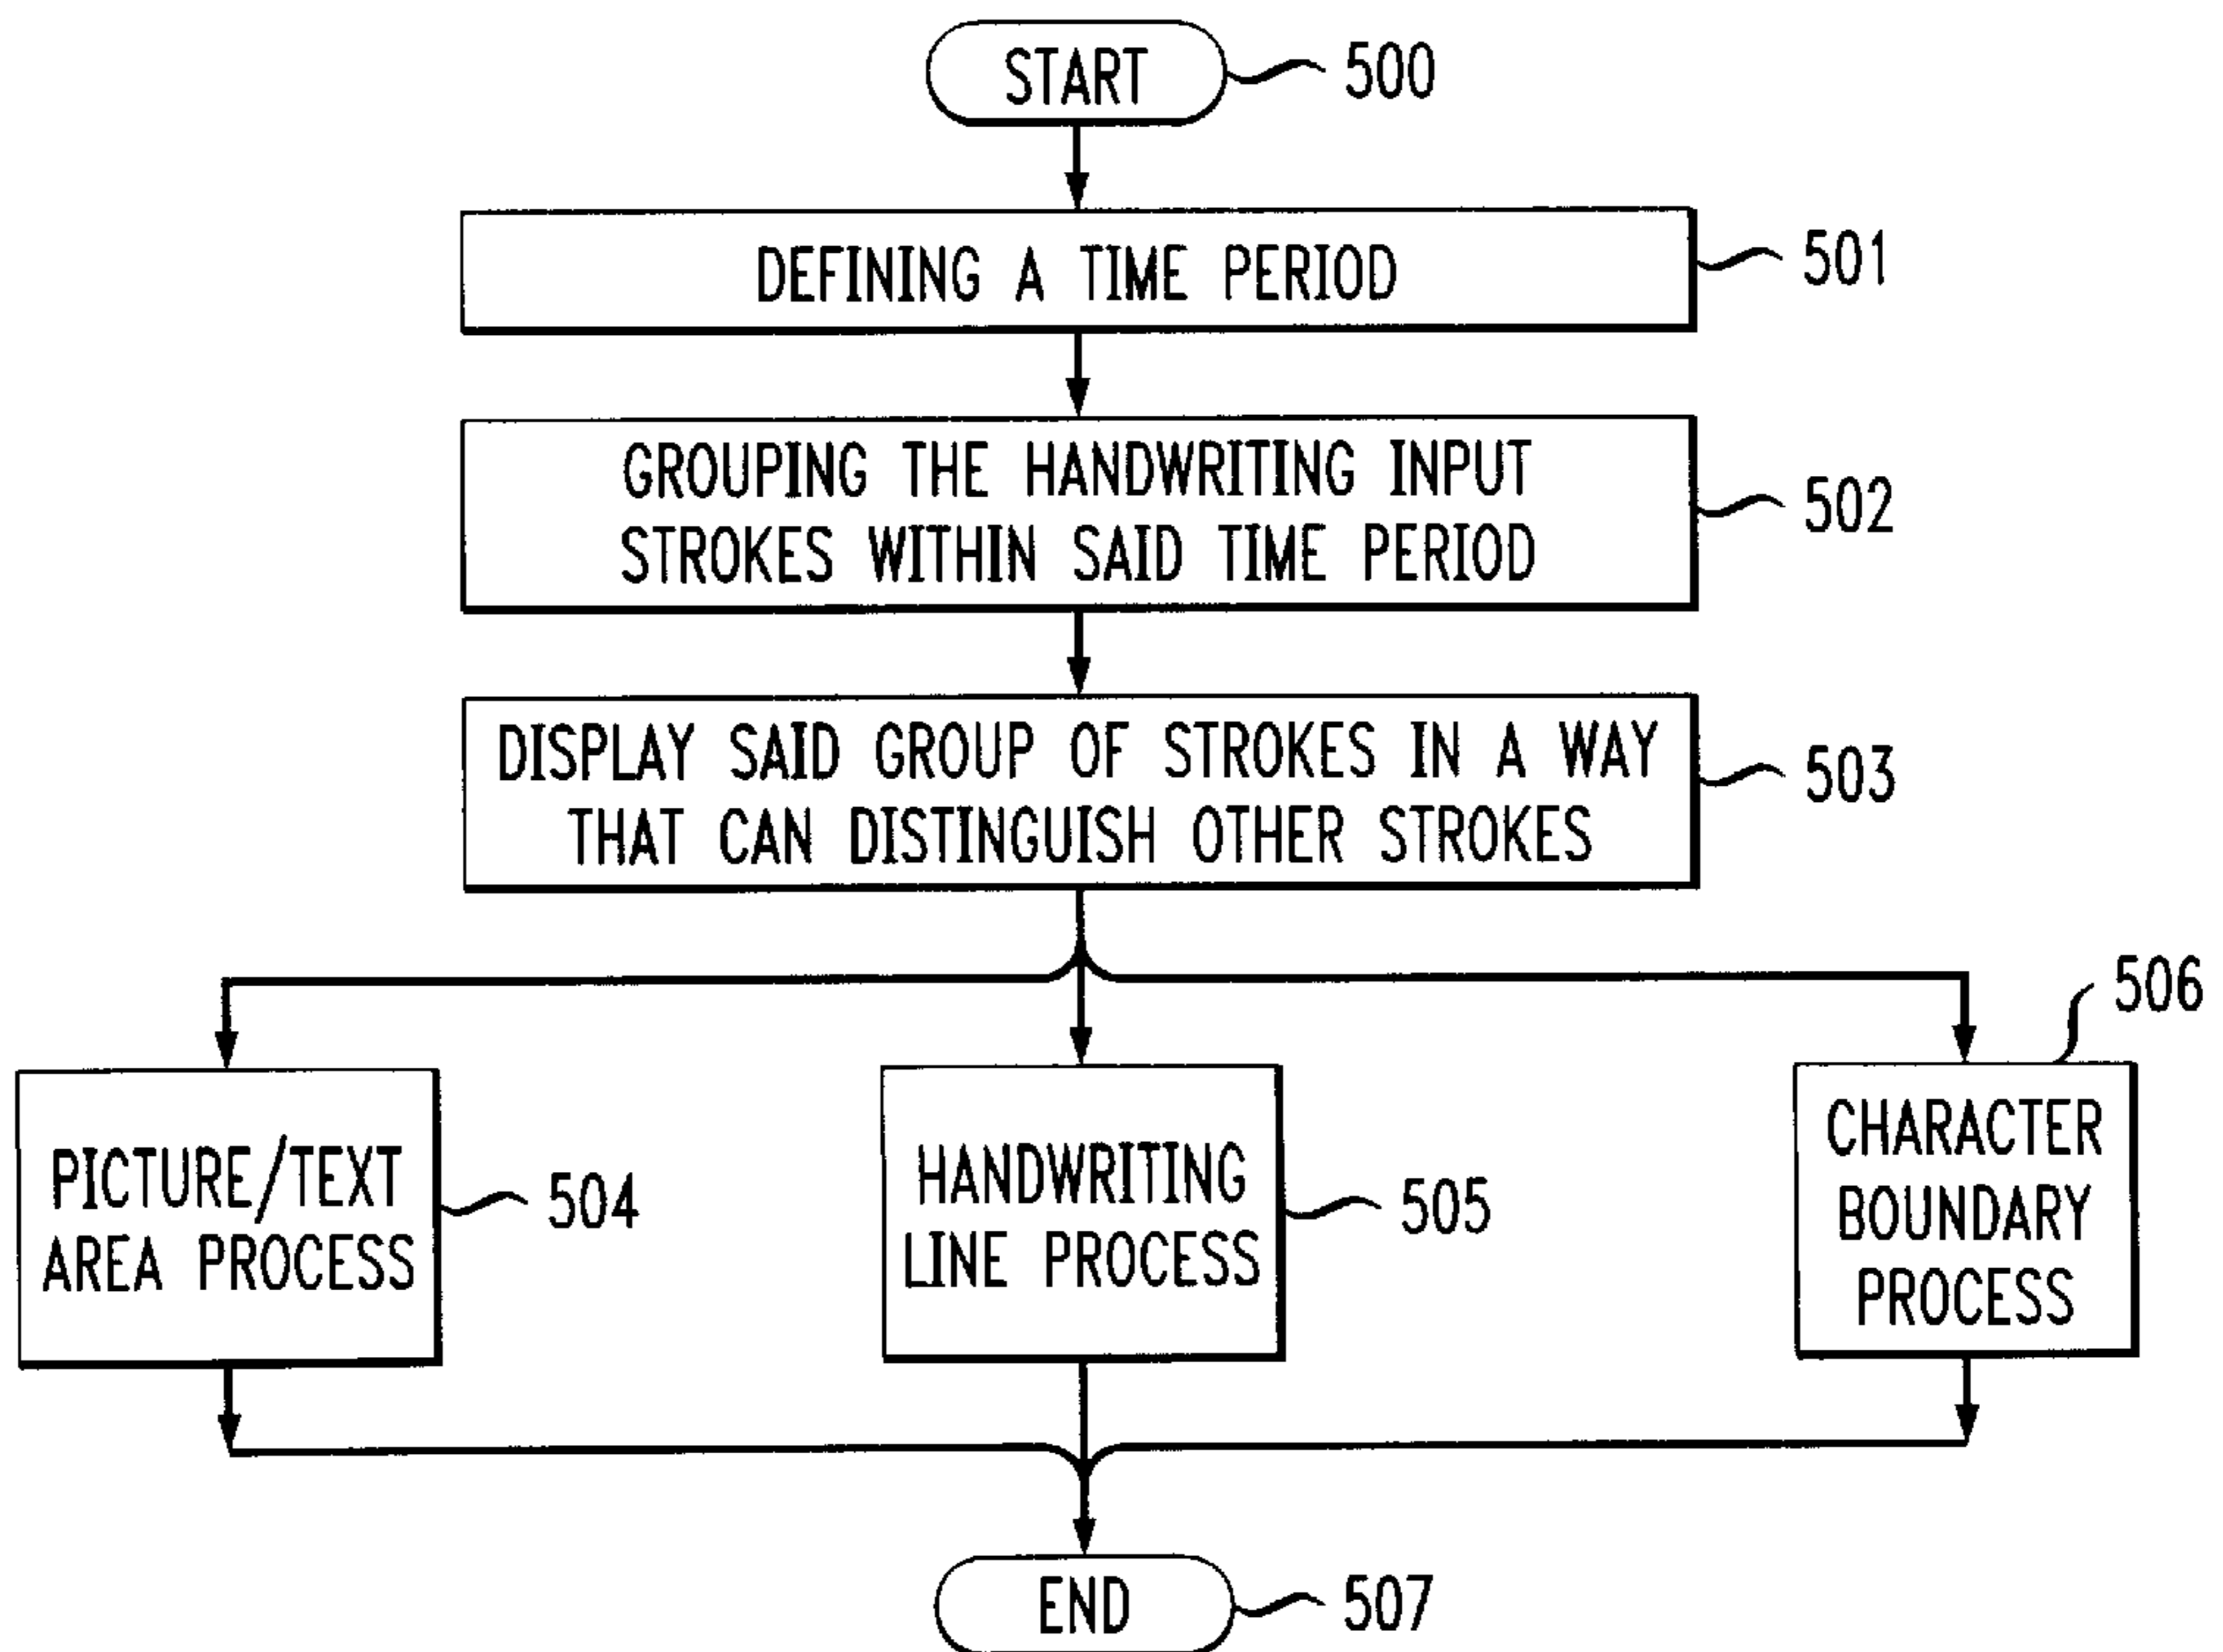 START
500
DEFINING A TIME PERIOD
501
GROUPING THE HANDWRITING INPUT
STROKES WITHIN SAID TIME PERIOD
502
DISPLAY SAID GROUP OF STROKES IN A WAY
THAT CAN DISTINGUISH OTHER STROKES
503
PICTURE/TEXT
AREA PROCESS
504
HANDWRITING
LINE PROCESS
505
CHARACTER
BOUNDARY
PROCESS
506
END
507